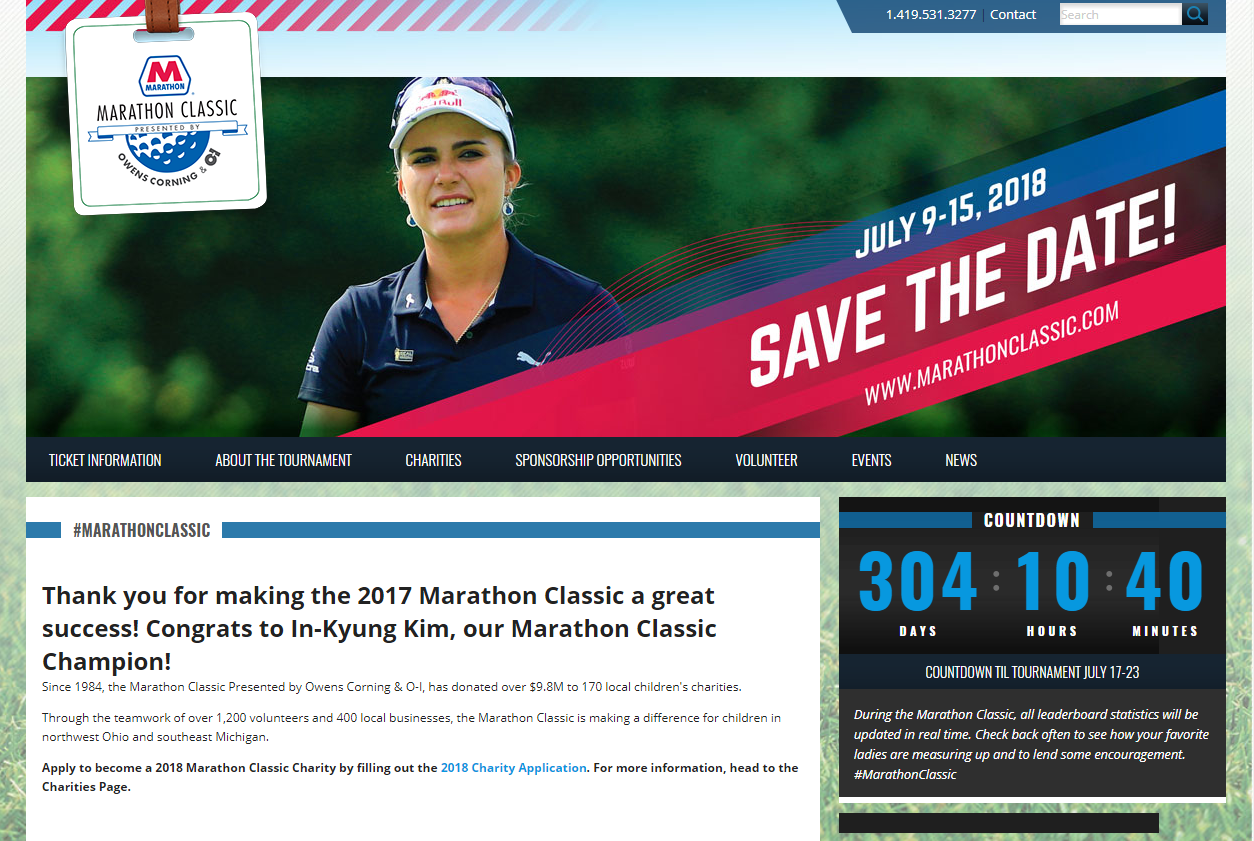 1.419.531.3277 | Contact
Search
M
MARATHON
MARATHON CLASSIC
PRESENTED BY
OWENS CORNING & O-I
Red Bull
PUMA
JULY 9-15, 2018
SAVE THE DATE!
WWW.MARATHONCLASSIC.COM
TICKET INFORMATION
ABOUT THE TOURNAMENT
CHARITIES
SPONSORSHIP OPPORTUNITIES
VOLUNTEER
EVENTS
NEWS
#MARATHONCLASSIC
Thank you for making the 2017 Marathon Classic a great
success! Congrats to In-Kyung Kim, our Marathon Classic
Champion!
Since 1984, the Marathon Classic Presented by Owens Corning & O-I, has donated over $9.8M to 170 local children's charities.
Through the teamwork of over 1,200 volunteers and 400 local businesses, the Marathon Classic is making a difference for children in
northwest Ohio and southeast Michigan.
Apply to become a 2018 Marathon Classic Charity by filling out the 2018 Charity Application. For more information, head to the
Charities Page.
COUNTDOWN
304 : 10 : 40
DAYS HOURS MINUTES
COUNTDOWN TIL TOURNAMENT JULY 17-23
During the Marathon Classic, all leaderboard statistics will be
updated in real time. Check back often to see how your favorite
ladies are measuring up and to lend some encouragement.
#MarathonClassic